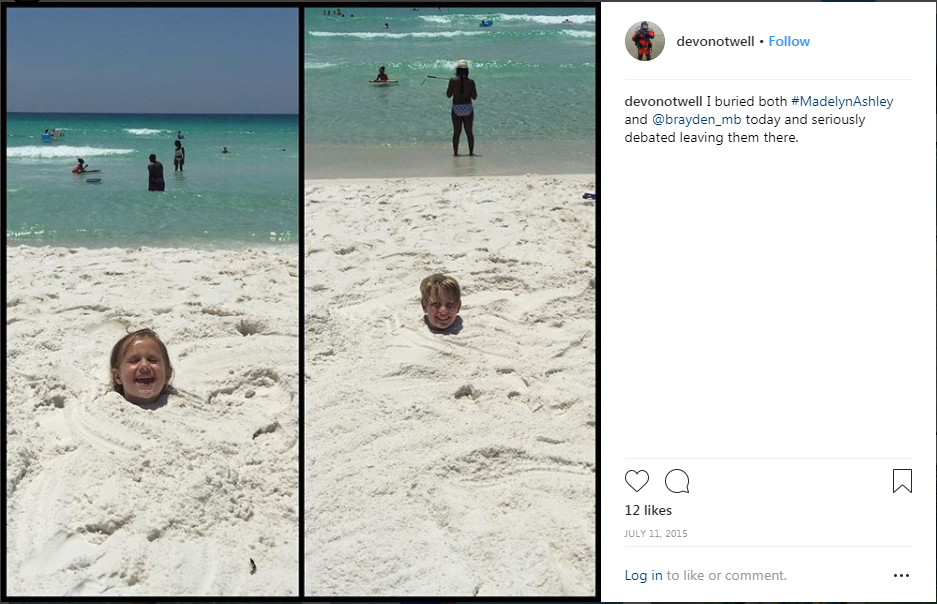 devonotwell • Follow
devonotwell I buried both #MadelynAshley
and @brayden_mb today and seriously
debated leaving them there.
12 likes
JULY 11, 2015
Log in to like or comment.